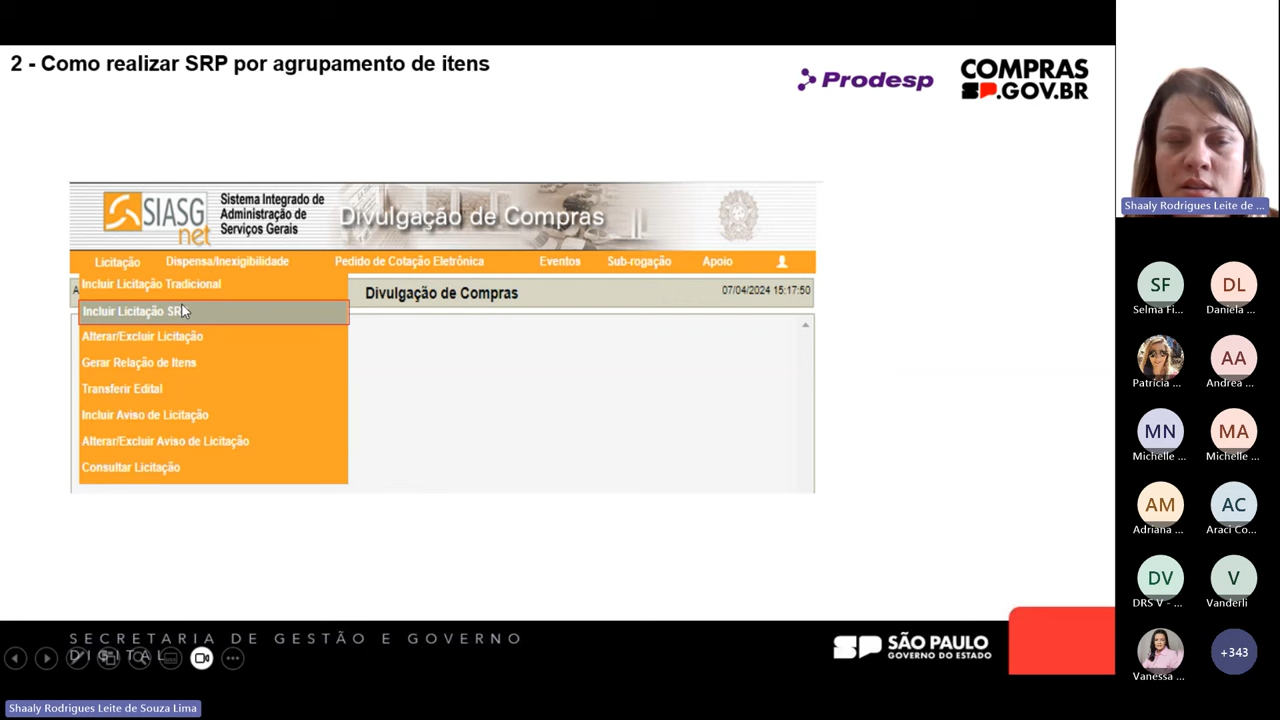 2 - Como realizar SRP por agrupamento de itens
Prodesp
COMPRAS
SP.GOV.BR
SIASG
net
Sistema Integrado de
Administração de
Serviços Gerais
Divulgação de Compras
Licitação
Dispensa/Inexigibilidade
Pedido de Cotação Eletrônica
Eventos
Sub-rogação
Apoio
A
Divulgação de Compras
07/04/2024 15:17:50
Incluir Licitação Tradicional
Incluir Licitação SRP
Alterar/Excluir Licitação
Gerar Relação de Itens
Transferir Edital
Incluir Aviso de Licitação
Alterar/Excluir Aviso de Licitação
Consultar Licitação
SECRETARIA DE GESTÃO E GOVERNO
DIGITAL
SP
SÃO PAULO
GOVERNO DO ESTADO
Shaaly Rodrigues Leite de Souza Lima
Shaaly Rodrigues Leite de ...
SF
Selma Fi...
DL
Daniela ...
Patrícia ...
AA
Andrea ...
MN
Michelle ...
MA
Michelle ...
AM
Adriana ...
AC
Araci Co...
DV
DRS V - ...
V
Vanderli
Vanessa ...
+343